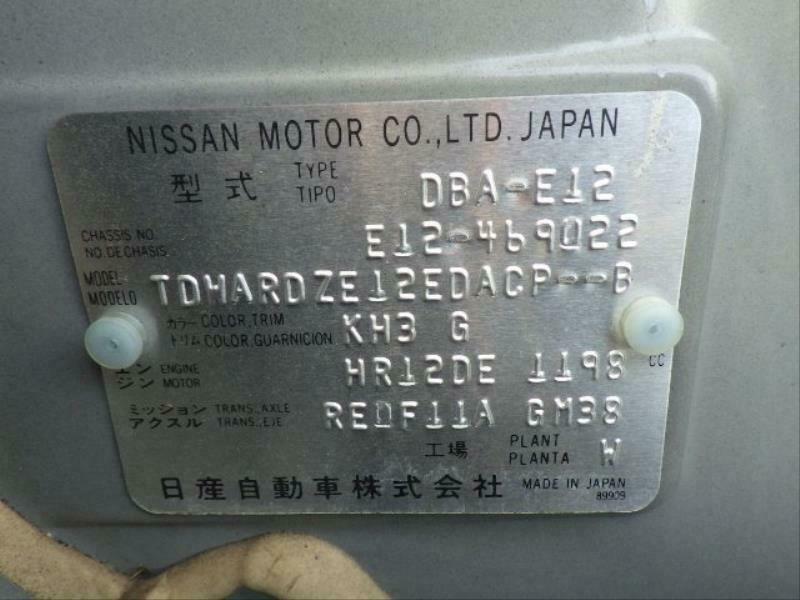 NISSAN MOTOR CO.,LTD. JAPAN
型式 TYPE TIPO DBA-E12
CHASSIS NO. NO.DE CHASIS E12-469022
MODEL MODELO TDHARDZE12EDACP--B
カラー COLOR,TRIM トリム COLOR,GUARNICION KH3 G
エンジン ENGINE MOTOR HR12DE 1198 CC
ミッション TRANS.,AXLE アクスル TRANS.,EJE RE0F11A GM38
工場 PLANT PLANTA W
日産自動車株式会社 MADE IN JAPAN
89909